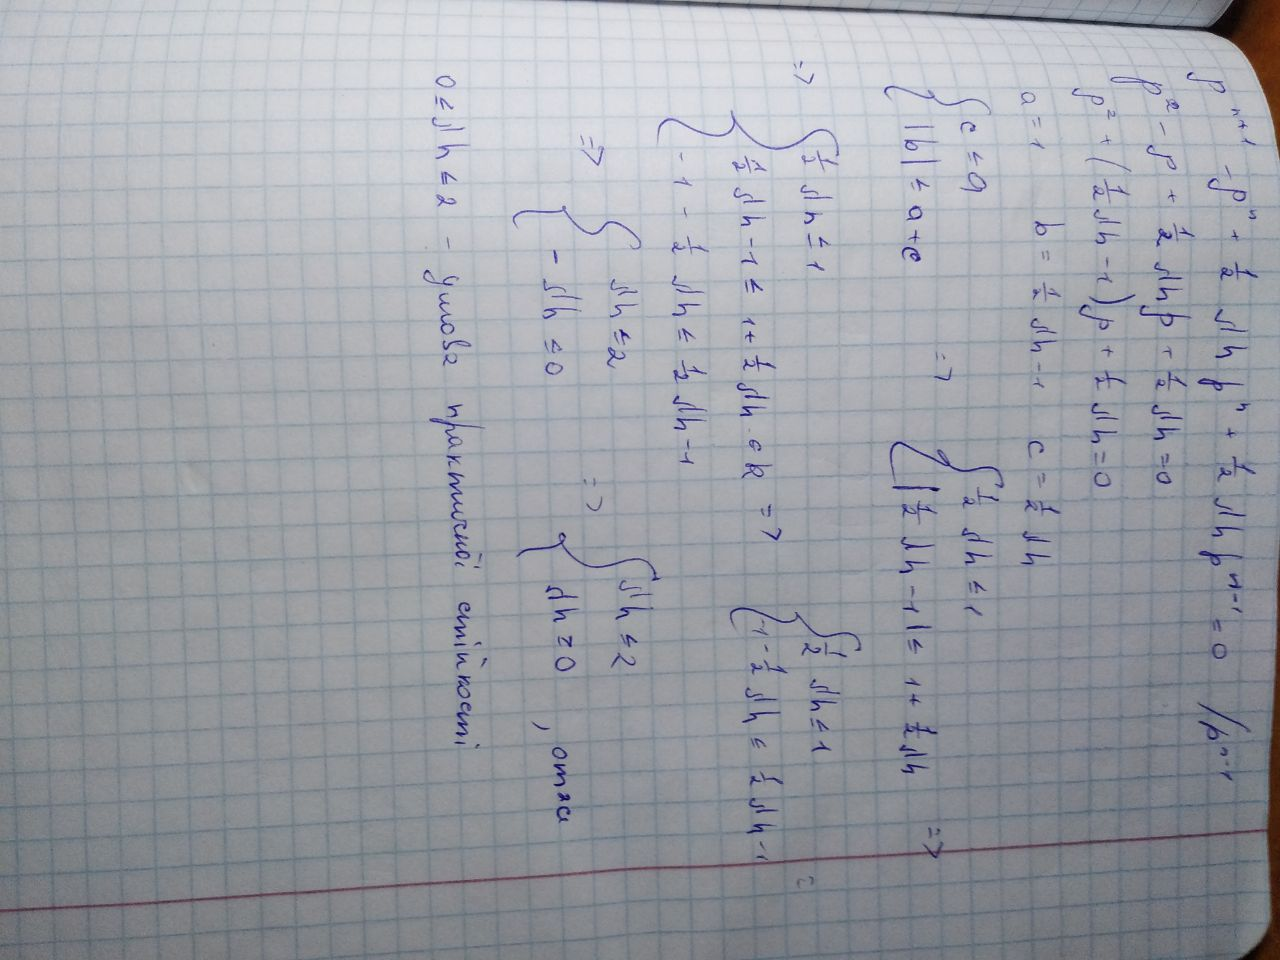 p^{n+1} - p^n + 1/2 λh p^n + 1/2 λh p^{n-1} = 0 //p^{n-1}
p² - p + 1/2 λh p + 1/2 λh = 0
p² + (1/2 λh - 1)p + 1/2 λh = 0
a = 1 b = 1/2 λh - 1 c = 1/2 λh
{ c ≤ a => { 1/2 λh ≤ 1
|b| ≤ a + c | 1/2 λh - 1| ≤ 1 + 1/2 λh =>
=> { 1/2 λh ≤ 1 { 1/2 λh ≤ 1
1/2 λh - 1 ≤ 1 + 1/2 λh => -1 - 1/2 λh ≤ 1/2 λh - 1
-1 - 1/2 λh ≤ 1/2 λh - 1
=> { λh ≤ 2 => { λh ≤ 2
-λh ≤ 0 λh ≥ 0 , отже
0 ≤ λh ≤ 2 - умова практичної стійкості